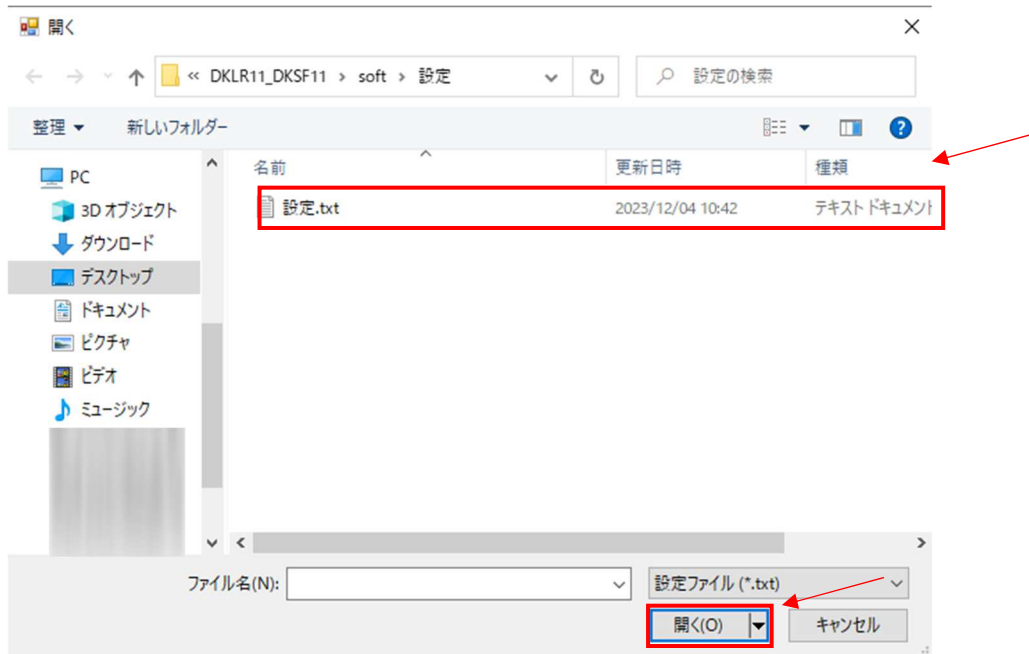 開く
« DKLR11_DKSF11 › soft › 設定
設定の検索
整理 新しいフォルダー
名前 更新日時 種類
設定.txt 2023/12/04 10:42 テキスト ドキュメント
PC
3D オブジェクト
ダウンロード
デスクトップ
ドキュメント
ピクチャ
ビデオ
ミュージック
ファイル名(N): 設定ファイル (*.txt)
開く(O) キャンセル